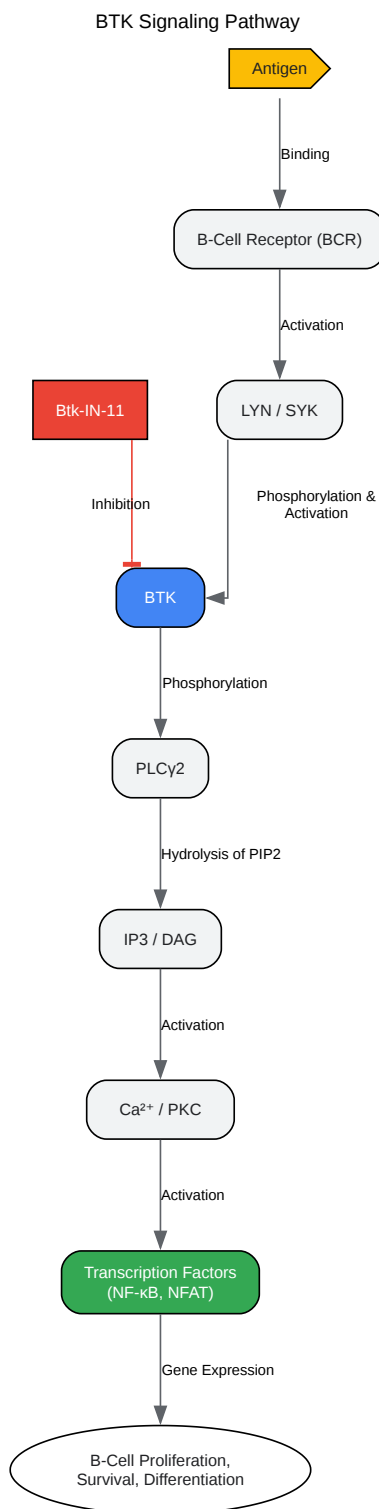 BTK Signaling Pathway
Antigen
Binding
B-Cell Receptor (BCR)
Activation
Btk-IN-11
LYN / SYK
Inhibition
Phosphorylation &
Activation
BTK
Phosphorylation
PLCγ2
Hydrolysis of PIP2
IP3 / DAG
Activation
Ca²⁺ / PKC
Activation
Transcription Factors
(NF-κB, NFAT)
Gene Expression
B-Cell Proliferation,
Survival, Differentiation